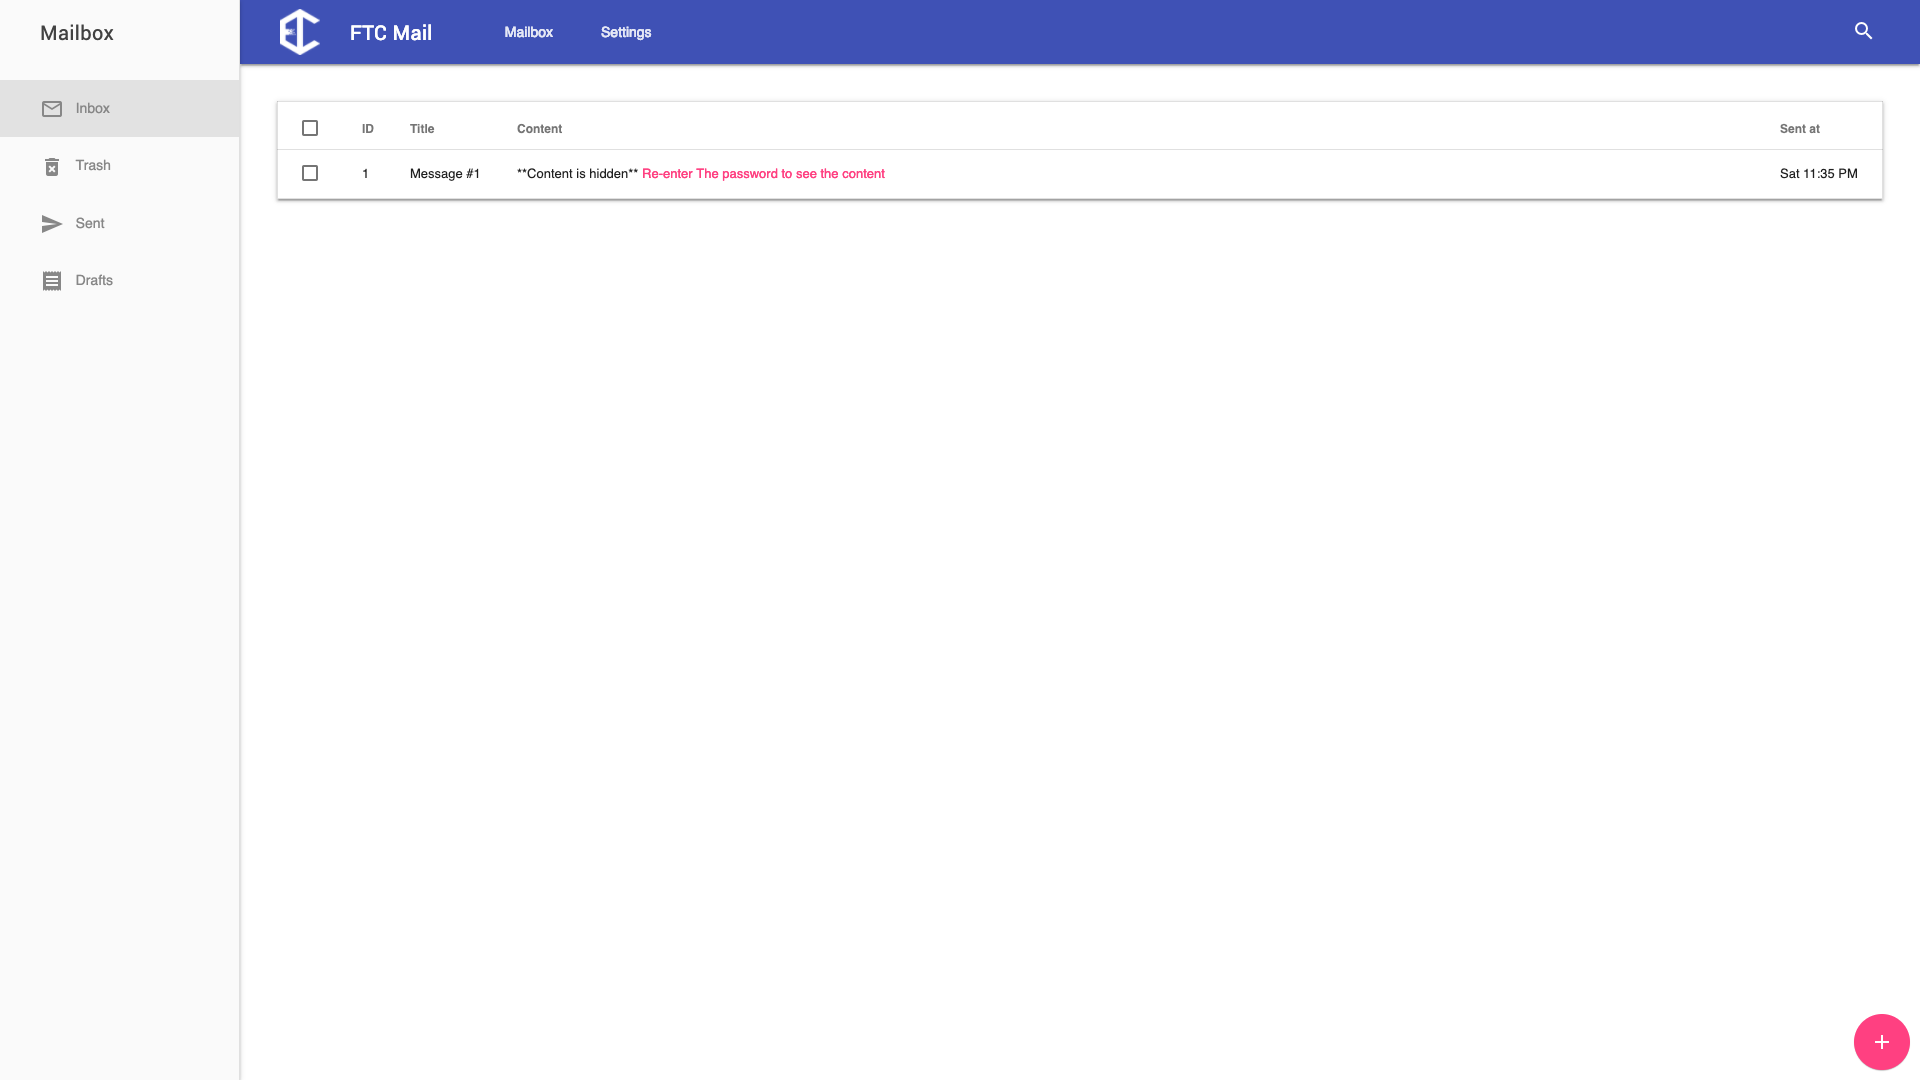 Mailbox
FTC Mail
Mailbox
Settings
Inbox
Trash
Sent
Drafts
ID Title Content Sent at
1 Message #1 **Content is hidden** Re-enter The password to see the content Sat 11:35 PM